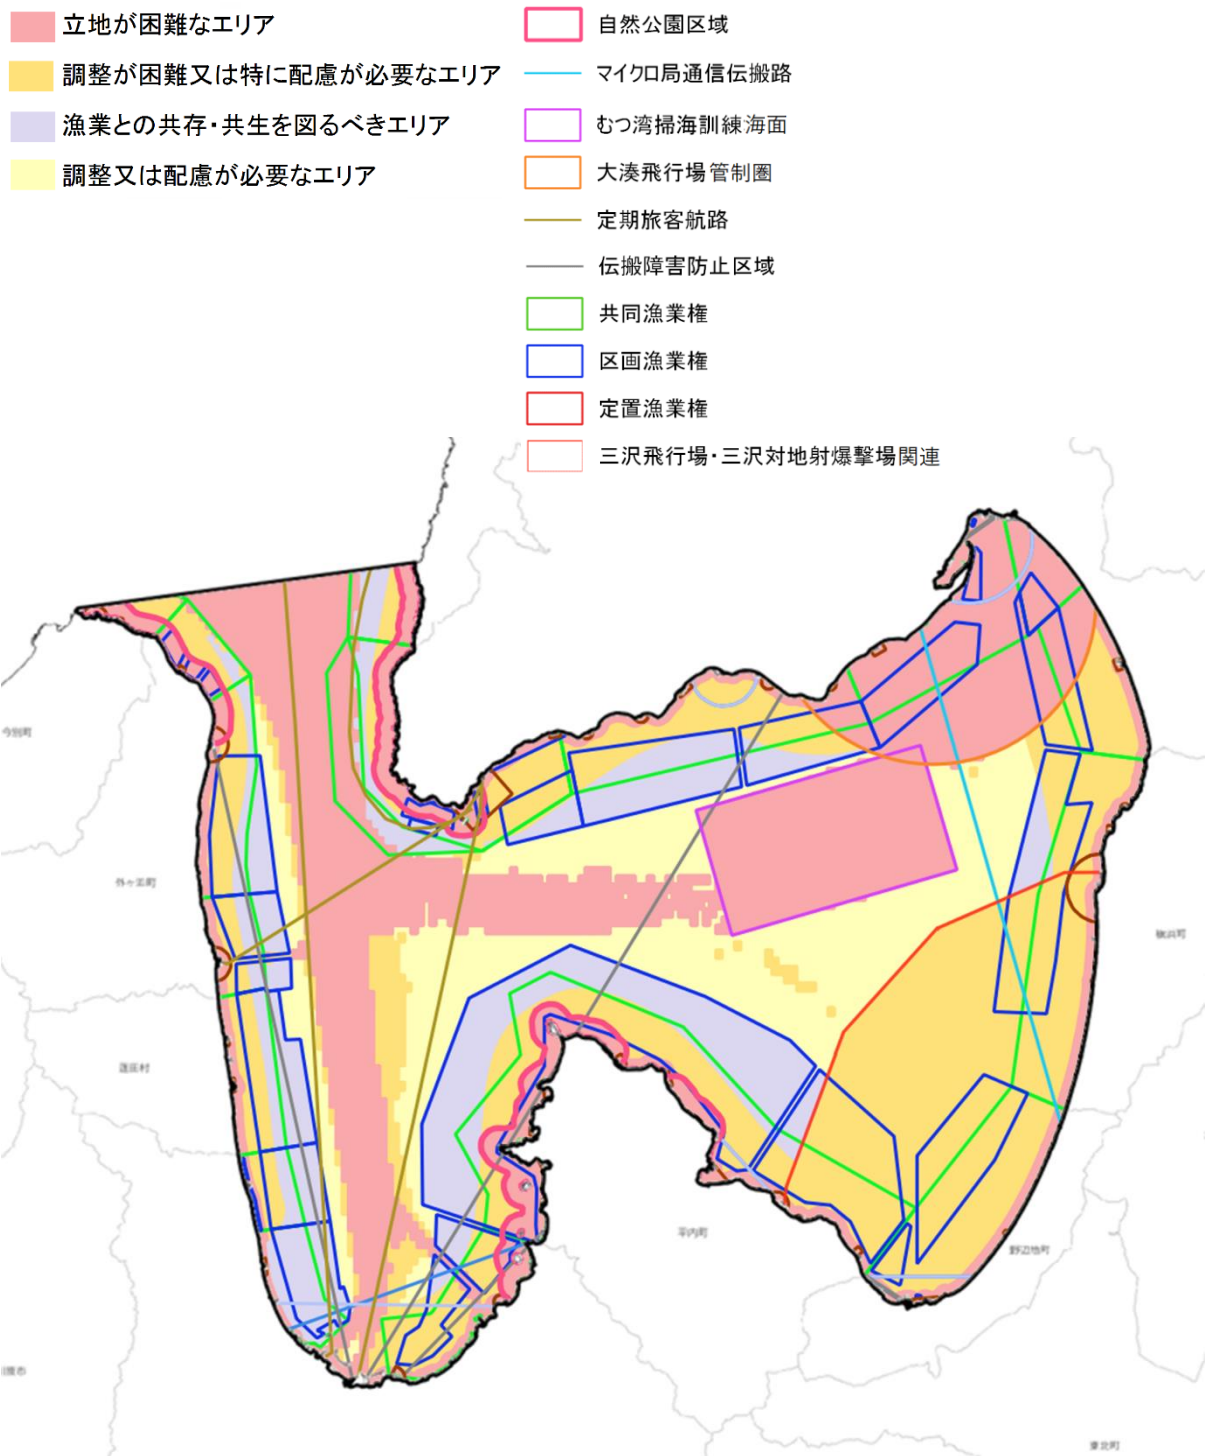 立地が困難なエリア
調整が困難又は特に配慮が必要なエリア
漁業との共存・共生を図るべきエリア
調整又は配慮が必要なエリア
自然公園区域
マイクロ局通信伝搬路
むつ湾掃海訓練海面
大湊飛行場管制圏
定期旅客航路
伝搬障害防止区域
共同漁業権
区画漁業権
定置漁業権
三沢飛行場・三沢対地射爆撃場関連
今別町
外ヶ浜町
横浜町
蓬田村
平内町
野辺地町
東北町